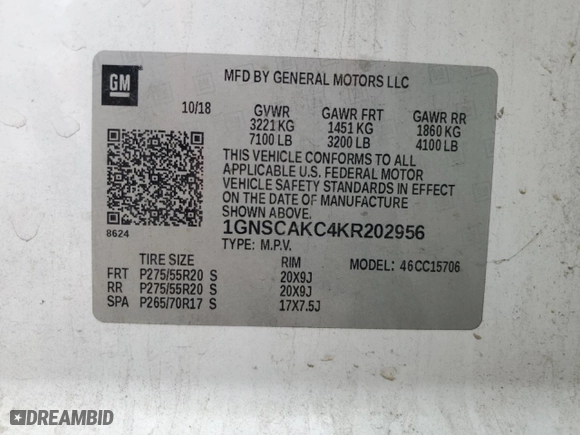 GM
MFD BY GENERAL MOTORS LLC
10/18 GVWR GAWR FRT GAWR RR
3221 KG 1451 KG 1860 KG
7100 LB 3200 LB 4100 LB
THIS VEHICLE CONFORMS TO ALL
APPLICABLE U.S. FEDERAL MOTOR
VEHICLE SAFETY STANDARDS IN EFFECT
ON THE DATE OF MANUFACTURE
SHOWN ABOVE.
1GNSCAKC4KR202956
8624
TYPE: M.P.V.
TIRE SIZE RIM MODEL: 46CC15706
FRT P275/55R20 S 20X9J
RR P275/55R20 S 20X9J
SPA P265/70R17 S 17X7.5J
DREAMBID